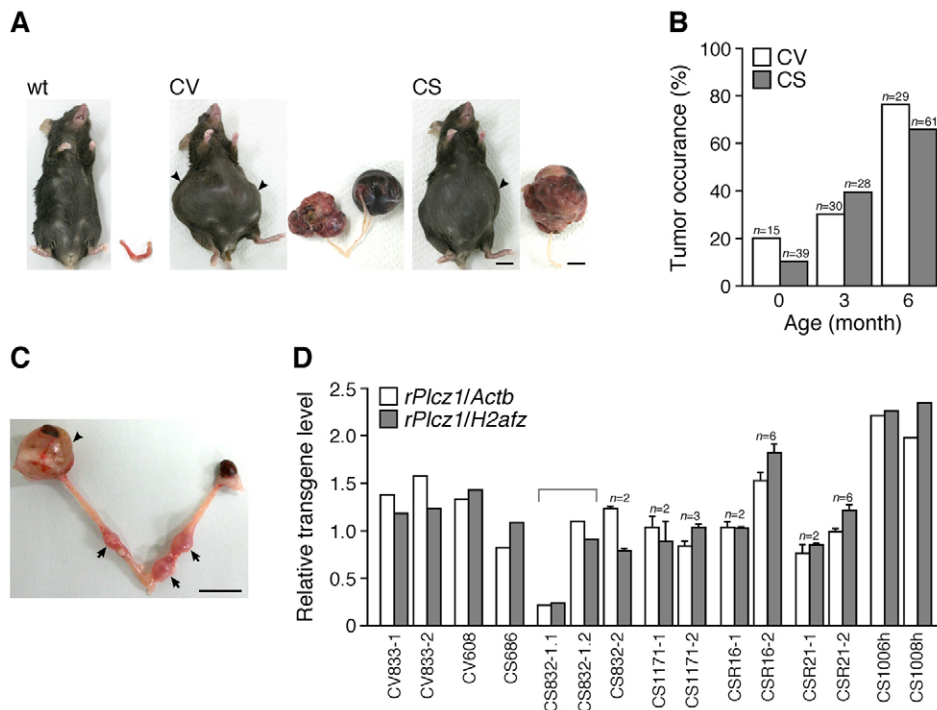 A
wt
CV
CS
B
Tumor occurance (%)
100
80
60
40
20
0
CV
CS
n=15
n=39
n=30
n=28
n=29
n=61
0 3 6
Age (month)
C
D
Relative transgene level
2.5
2.0
1.5
1.0
0.5
0
rPlcz1/Actb
rPlcz1/H2afz
n=2
n=2
n=3
n=2
n=6
n=2
n=6
CV833-1
CV833-2
CV608
CS686
CS832-1.1
CS832-1.2
CS832-2
CS1171-1
CS1171-2
CSR16-1
CSR16-2
CSR21-1
CSR21-2
CS1006h
CS1008h